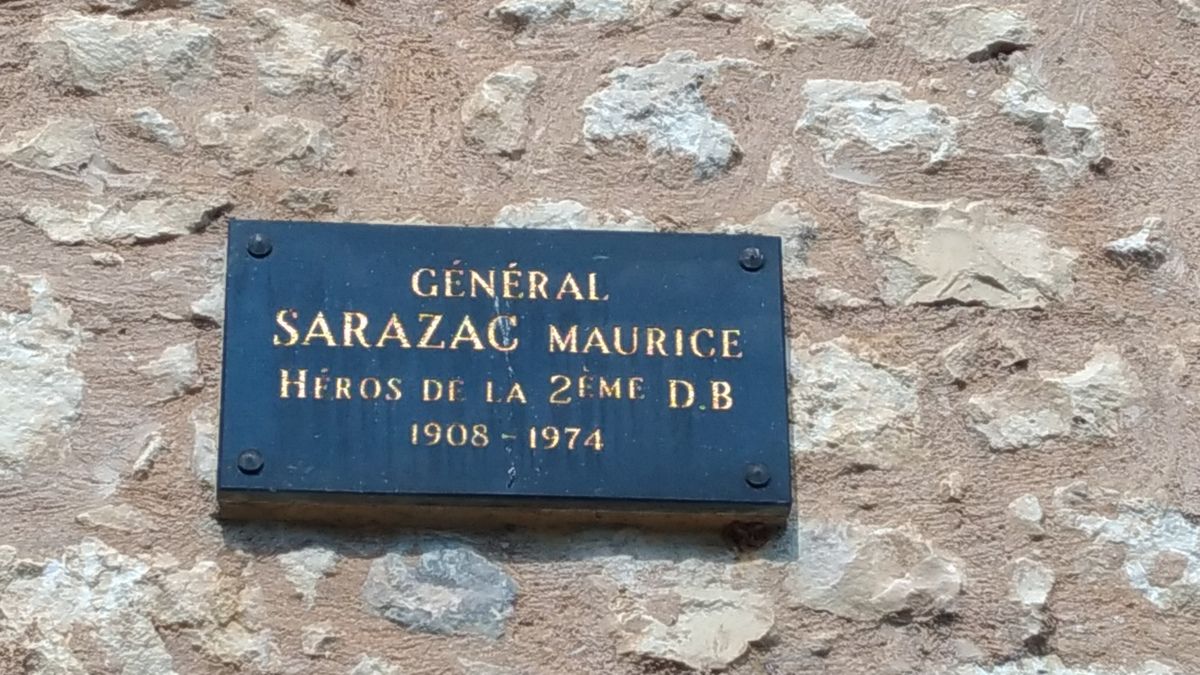 GÉNÉRAL
SARAZAC MAURICE
HÉROS DE LA 2ÈME D.B
1908 - 1974